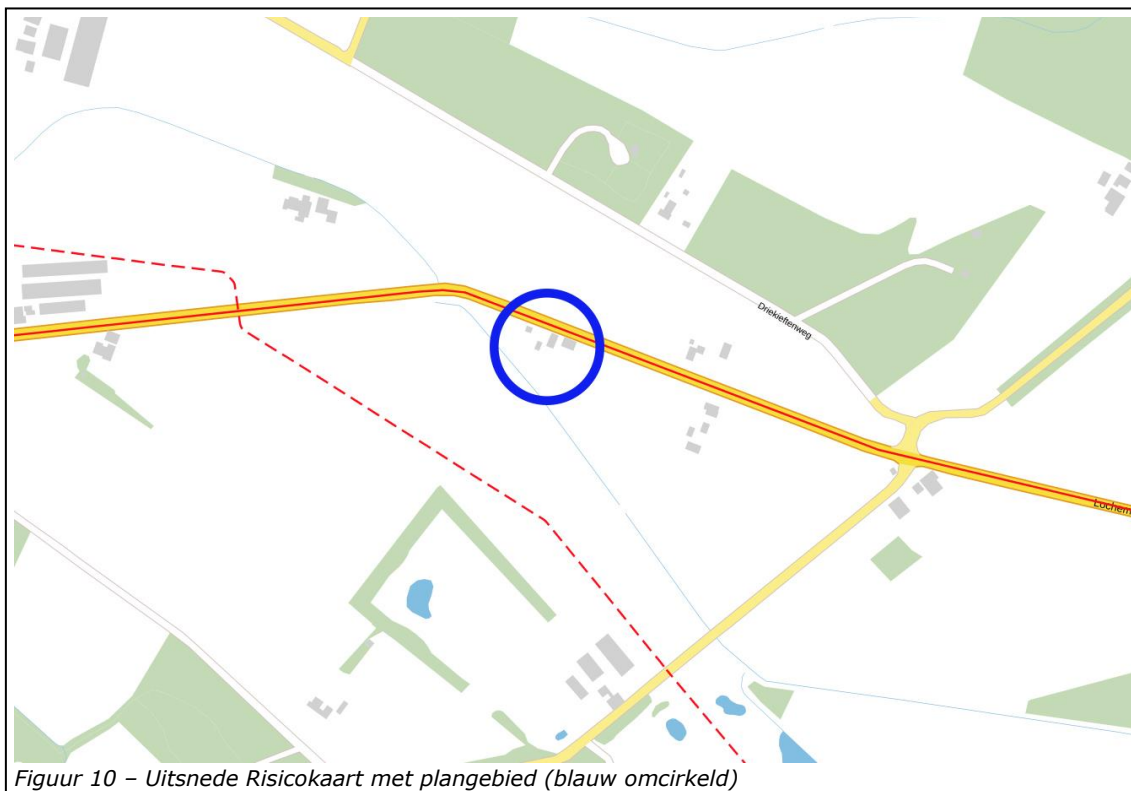 Driekieftenweg
Lochem
Figuur 10 – Uitsnede Risicokaart met plangebied (blauw omcirkeld)